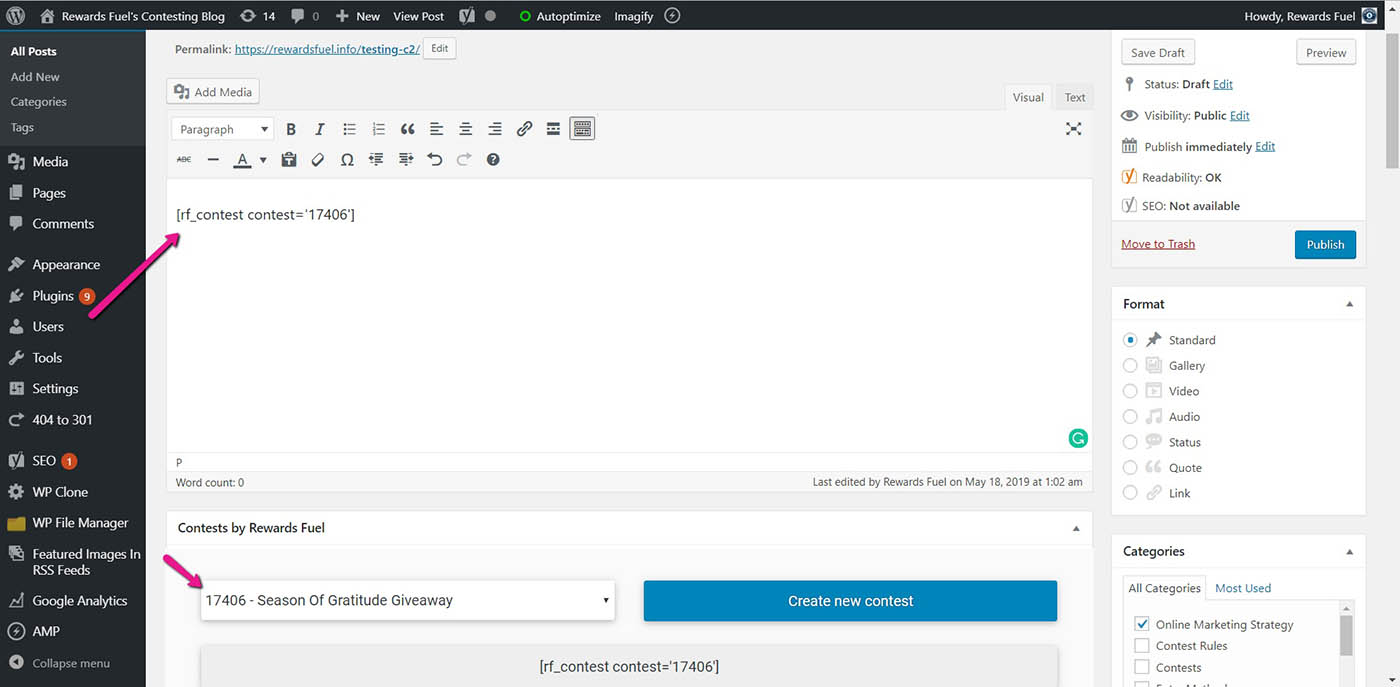 Rewards Fuel's Contesting Blog 14 0 New View Post Autoptimize Imagify Howdy, Rewards Fuel
All Posts
Add New
Categories
Tags
Media
Pages
Comments
Appearance
Plugins 9
Users
Tools
Settings
404 to 301
SEO 1
WP Clone
WP File Manager
Featured Images In
RSS Feeds
Google Analytics
AMP
Collapse menu
Permalink: https://rewardsfuel.info/testing-c2/ Edit
Add Media
Visual Text
Paragraph B I
ABC A Ω
[rf_contest contest='17406']
P
Word count: 0 Last edited by Rewards Fuel on May 18, 2019 at 1:02 am
Contests by Rewards Fuel
17406 - Season Of Gratitude Giveaway Create new contest
[rf_contest contest='17406']
Save Draft Preview
Status: Draft Edit
Visibility: Public Edit
Publish immediately Edit
Readability: OK
SEO: Not available
Move to Trash Publish
Format
Standard
Gallery
Video
Audio
Status
Quote
Link
Categories
All Categories Most Used
Online Marketing Strategy
Contest Rules
Contests